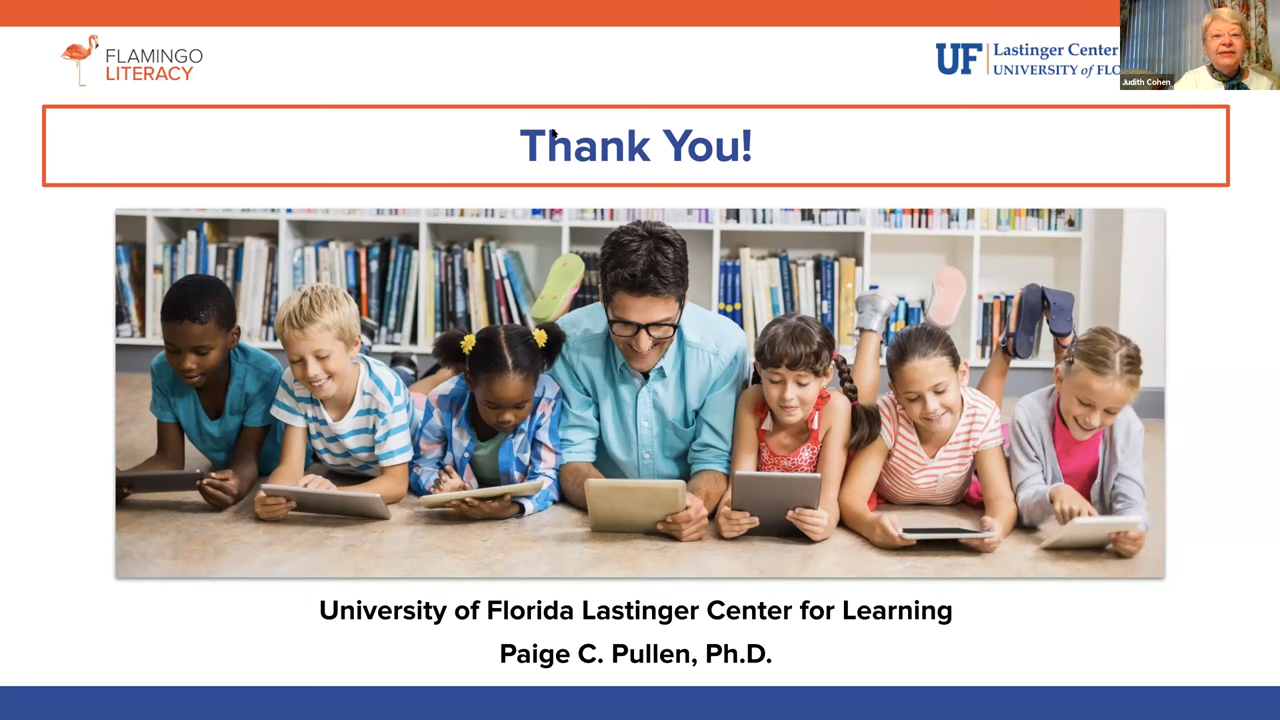 FLAMINGO
LITERACY
UF
Lastinger Center
UNIVERSITY of FLO
Judith Cohen
Thank You!
University of Florida Lastinger Center for Learning
Paige C. Pullen, Ph.D.